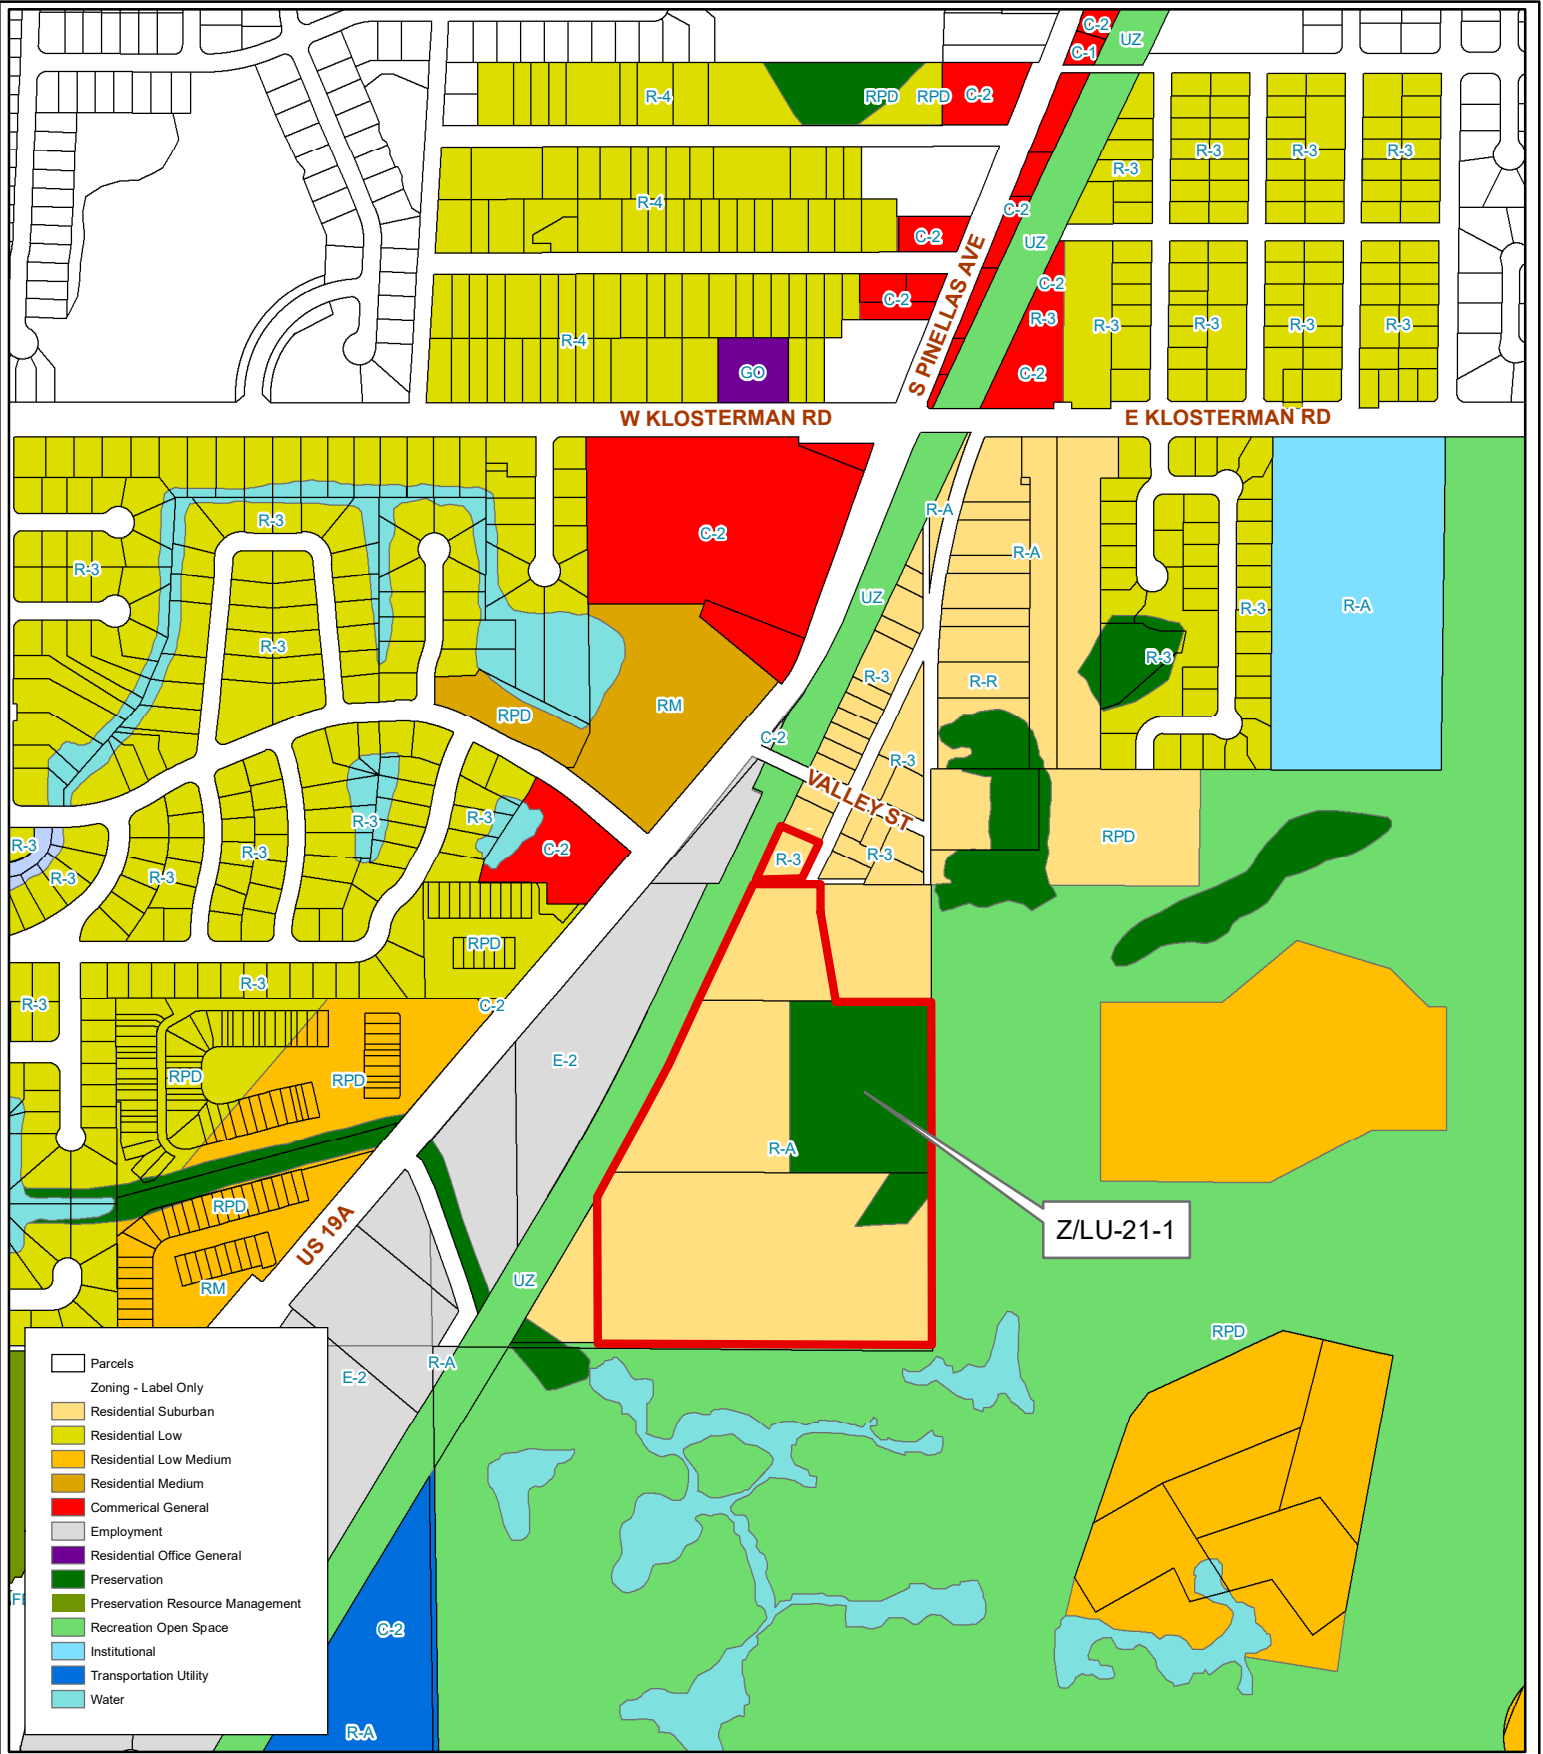 C-2
UZ
C-1
R-4
RPD
RPD
C-2
R-3
R-3
R-3
R-3
R-4
C-2
C-2
UZ
S PINELLAS AVE
C-2
C-2
R-3
R-3
R-3
R-3
R-3
R-4
GO
C-2
W KLOSTERMAN RD
E KLOSTERMAN RD
R-3
C-2
R-A
R-A
R-3
UZ
R-3
R-A
R-3
R-3
R-3
R-R
RM
RPD
C-2
R-3
VALLEY ST
R-3
R-3
R-3
R-3
C-2
R-3
R-3
RPD
R-3
R-3
R-3
RPD
R-3
R-3
C-2
E-2
RPD
RPD
R-A
RPD
Z/LU-21-1
US 19A
RM
UZ
RPD
R-A
E-2
Parcels
Zoning - Label Only
Residential Suburban
Residential Low
Residential Low Medium
Residential Medium
Commerical General
Employment
Residential Office General
Preservation
Preservation Resource Management
Recreation Open Space
Institutional
Transportation Utility
Water
C-2
R-A